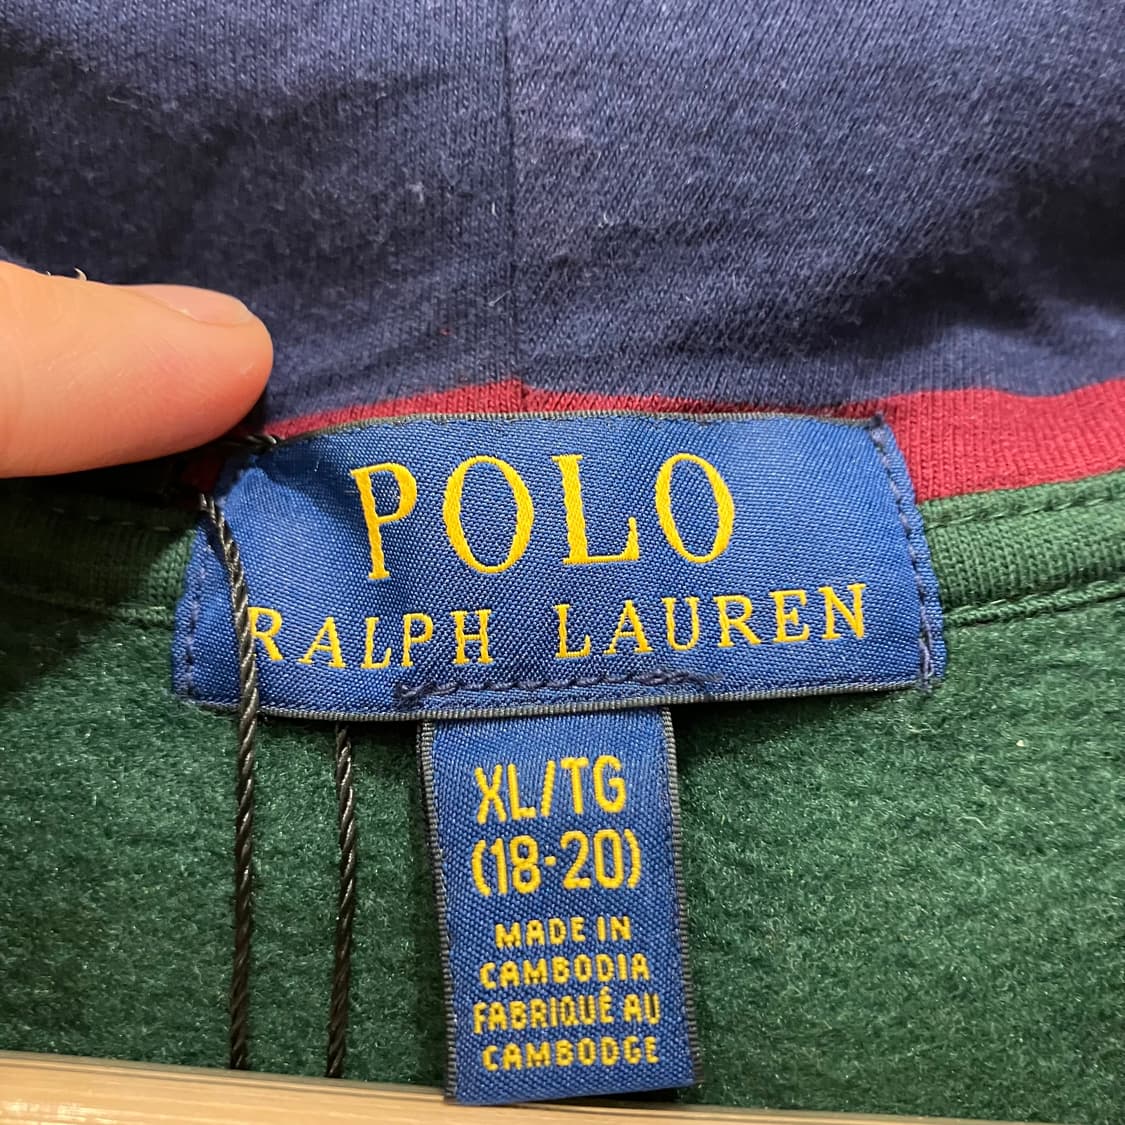 POLO
RALPH LAUREN
XL/TG
(18-20)
MADE IN
CAMBODIA
FABRIQUÉ AU
CAMBODGE